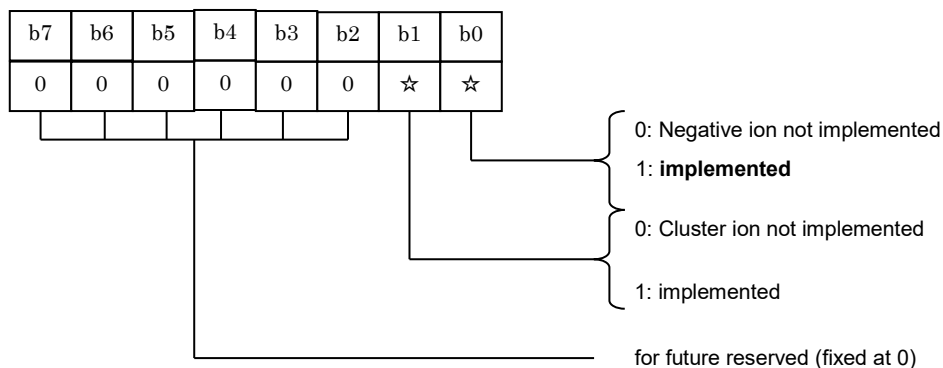 b7 b6 b5 b4 b3 b2 b1 b0
0 0 0 0 0 0 ☆ ☆
0: Negative ion not implemented
1: implemented
0: Cluster ion not implemented
1: implemented
for future reserved (fixed at 0)